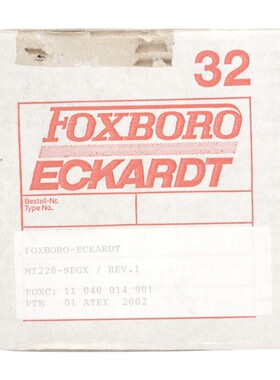 32
FOXBORO
ECKARDT
Bestell-Nr.
Type No.
FOXBORO-ECKARDT
MT228-SEGX / REV.1
FOXC: 11 040 014 901
PTB 01 ATEX 2002